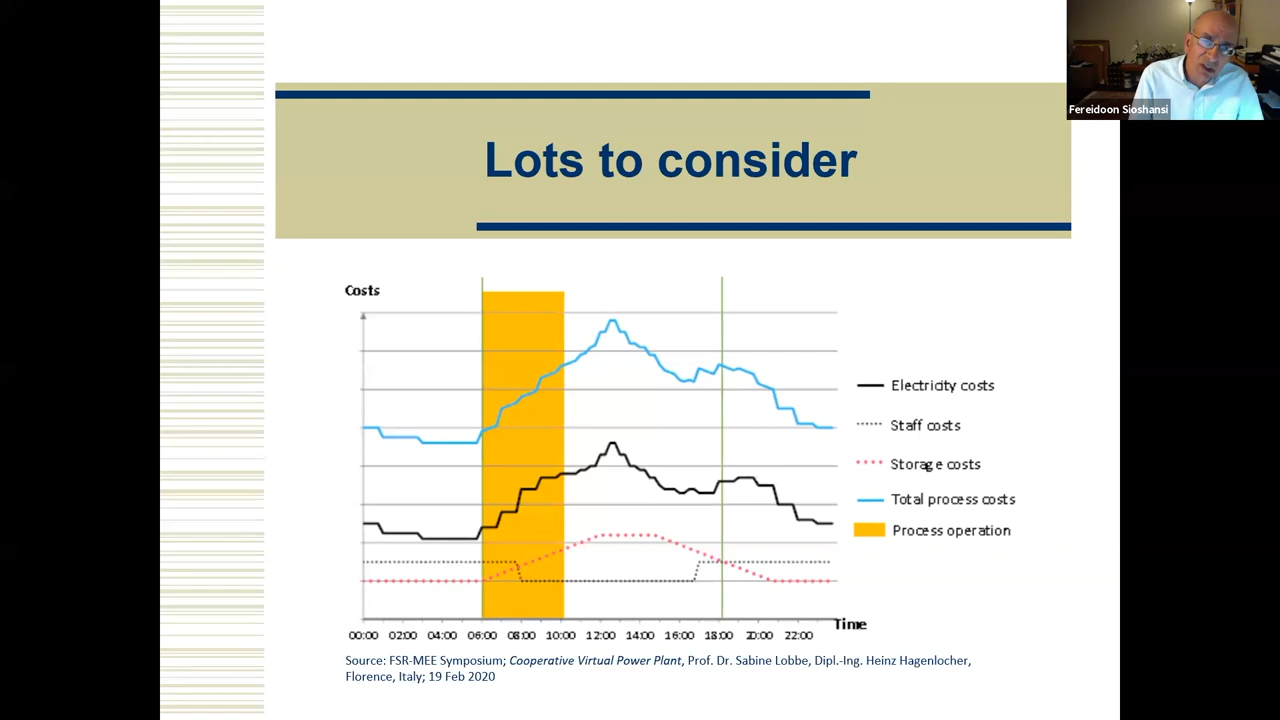 Fereidoon Sioshansi
Lots to consider
Costs
Electricity costs
Staff costs
Storage costs
Total process costs
Process operation
Time
00:00 02:00 04:00 06:00 08:00 10:00 12:00 14:00 16:00 18:00 20:00 22:00
Source: FSR-MEE Symposium; Cooperative Virtual Power Plant, Prof. Dr. Sabine Lobbe, Dipl.-Ing. Heinz Hagenlocher,
Florence, Italy; 19 Feb 2020